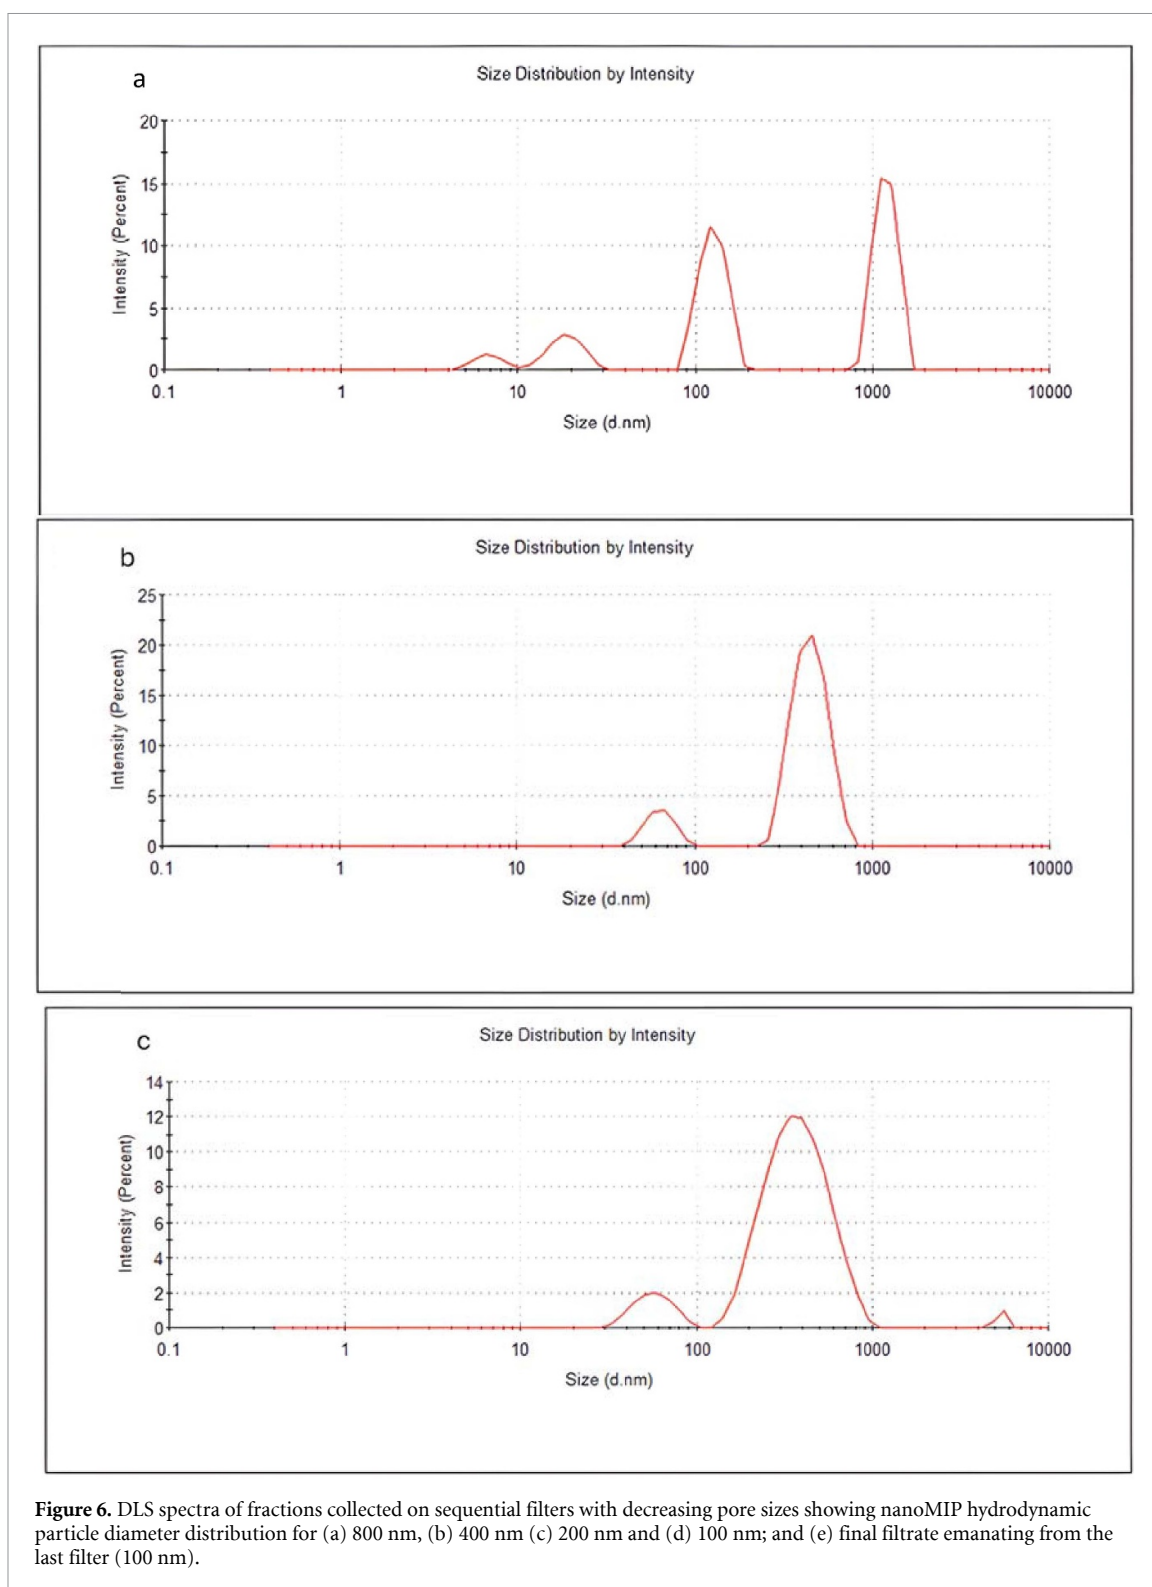 a
Size Distribution by Intensity
20
15
10
5
0
Intensity (Percent)
0.1 1 10 100 1000 10000
Size (d.nm)
b
Size Distribution by Intensity
25
20
15
10
5
0
Intensity (Percent)
0.1 1 10 100 1000 10000
Size (d.nm)
c
Size Distribution by Intensity
14
12
10
8
6
4
2
0
Intensity (Percent)
0.1 1 10 100 1000 10000
Size (d.nm)
Figure 6. DLS spectra of fractions collected on sequential filters with decreasing pore sizes showing nanoMIP hydrodynamic
particle diameter distribution for (a) 800 nm, (b) 400 nm (c) 200 nm and (d) 100 nm; and (e) final filtrate emanating from the
last filter (100 nm).